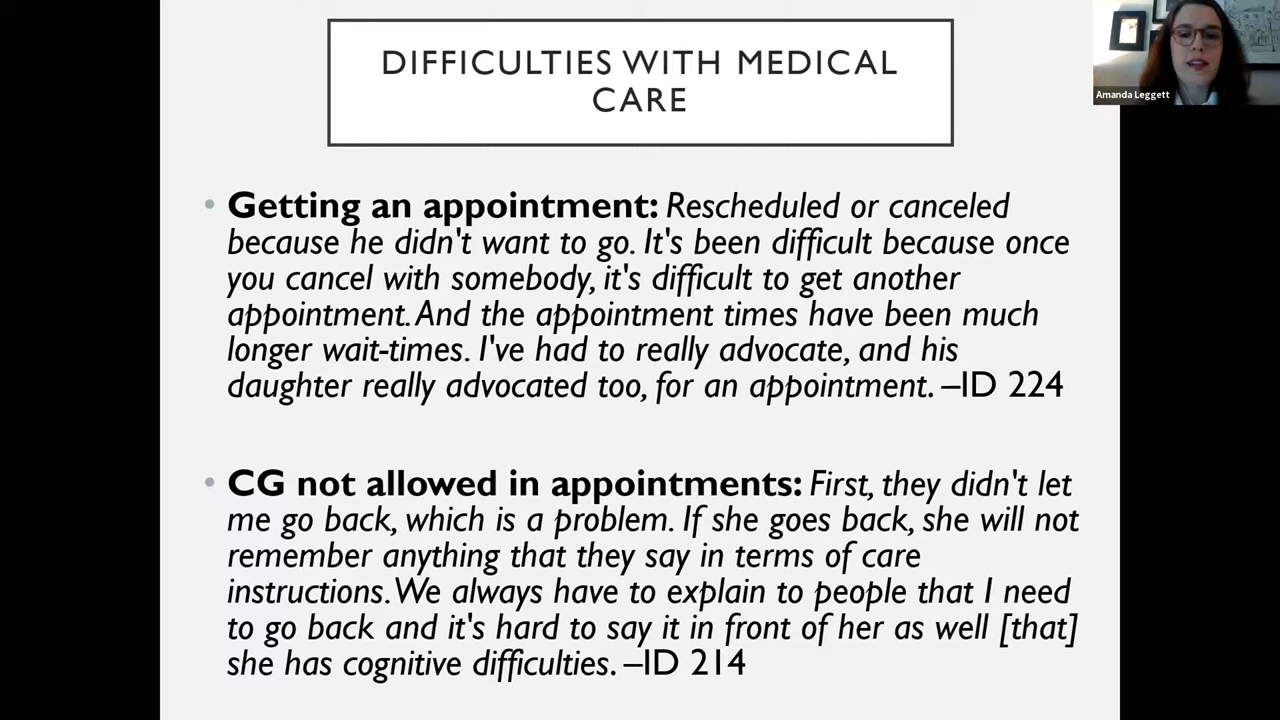 DIFFICULTIES WITH MEDICAL
CARE
Amanda Leggett
• Getting an appointment: Rescheduled or canceled
because he didn't want to go. It's been difficult because once
you cancel with somebody, it's difficult to get another
appointment. And the appointment times have been much
longer wait-times. I've had to really advocate, and his
daughter really advocated too, for an appointment. –ID 224
• CG not allowed in appointments: First, they didn't let
me go back, which is a problem. If she goes back, she will not
remember anything that they say in terms of care
instructions. We always have to explain to people that I need
to go back and it's hard to say it in front of her as well [that]
she has cognitive difficulties. –ID 214